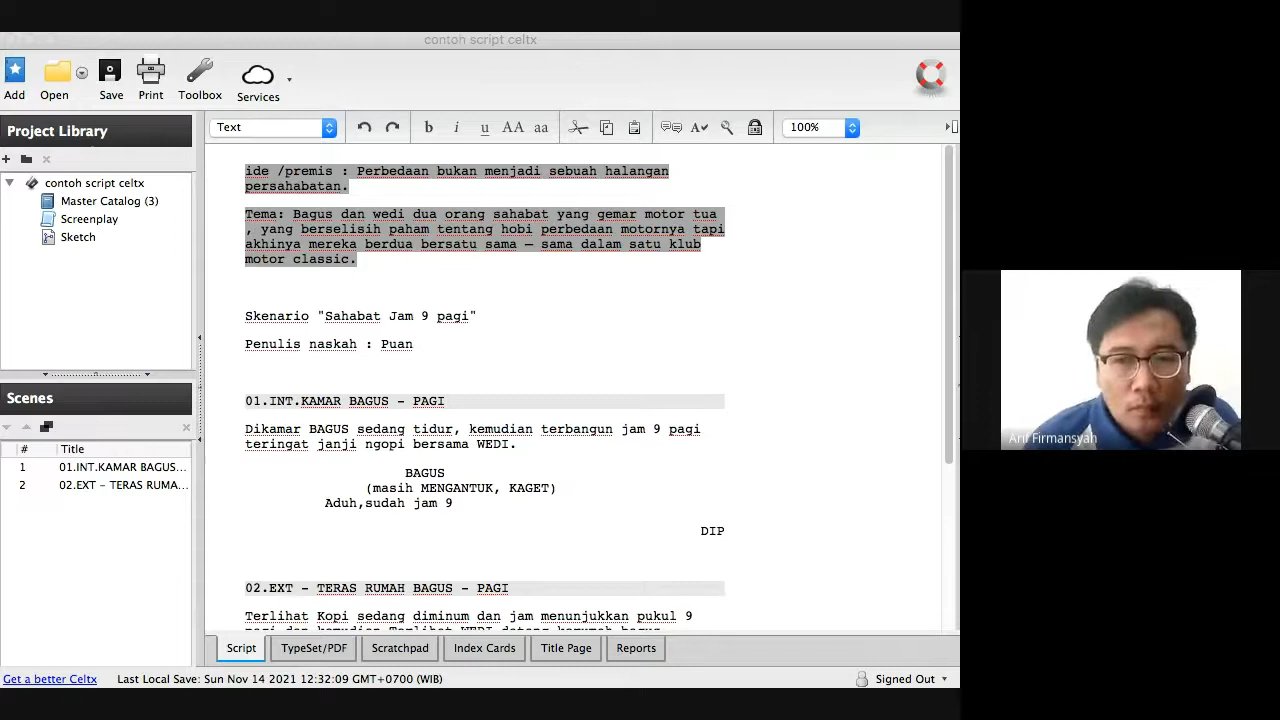 contoh script celtx
Add
Open
Save
Print
Toolbox
Services
Project Library
Text
b i u AA aa
100%
contoh script celtx
Master Catalog (3)
Screenplay
Sketch
ide /premis : Perbedaan bukan menjadi sebuah halangan
persahabatan.
Tema: Bagus dan wedi dua orang sahabat yang gemar motor tua
, yang berselisih paham tentang hobi perbedaan motornya tapi
akhinya mereka berdua bersatu sama – sama dalam satu klub
motor classic.
Skenario "Sahabat Jam 9 pagi"
Penulis naskah : Puan
01.INT.KAMAR BAGUS – PAGI
Dikamar BAGUS sedang tidur, kemudian terbangun jam 9 pagi
teringat janji ngopi bersama WEDI.
BAGUS
(masih MENGANTUK, KAGET)
Aduh,sudah jam 9
DIP
02.EXT – TERAS RUMAH BAGUS – PAGI
Terlihat Kopi sedang diminum dan jam menunjukkan pukul 9
Scenes
# Title
1 01.INT.KAMAR BAGUS...
2 02.EXT – TERAS RUMA...
Script
TypeSet/PDF
Scratchpad
Index Cards
Title Page
Reports
Get a better Celtx
Last Local Save: Sun Nov 14 2021 12:32:09 GMT+0700 (WIB)
Signed Out
Arif Firmansyah